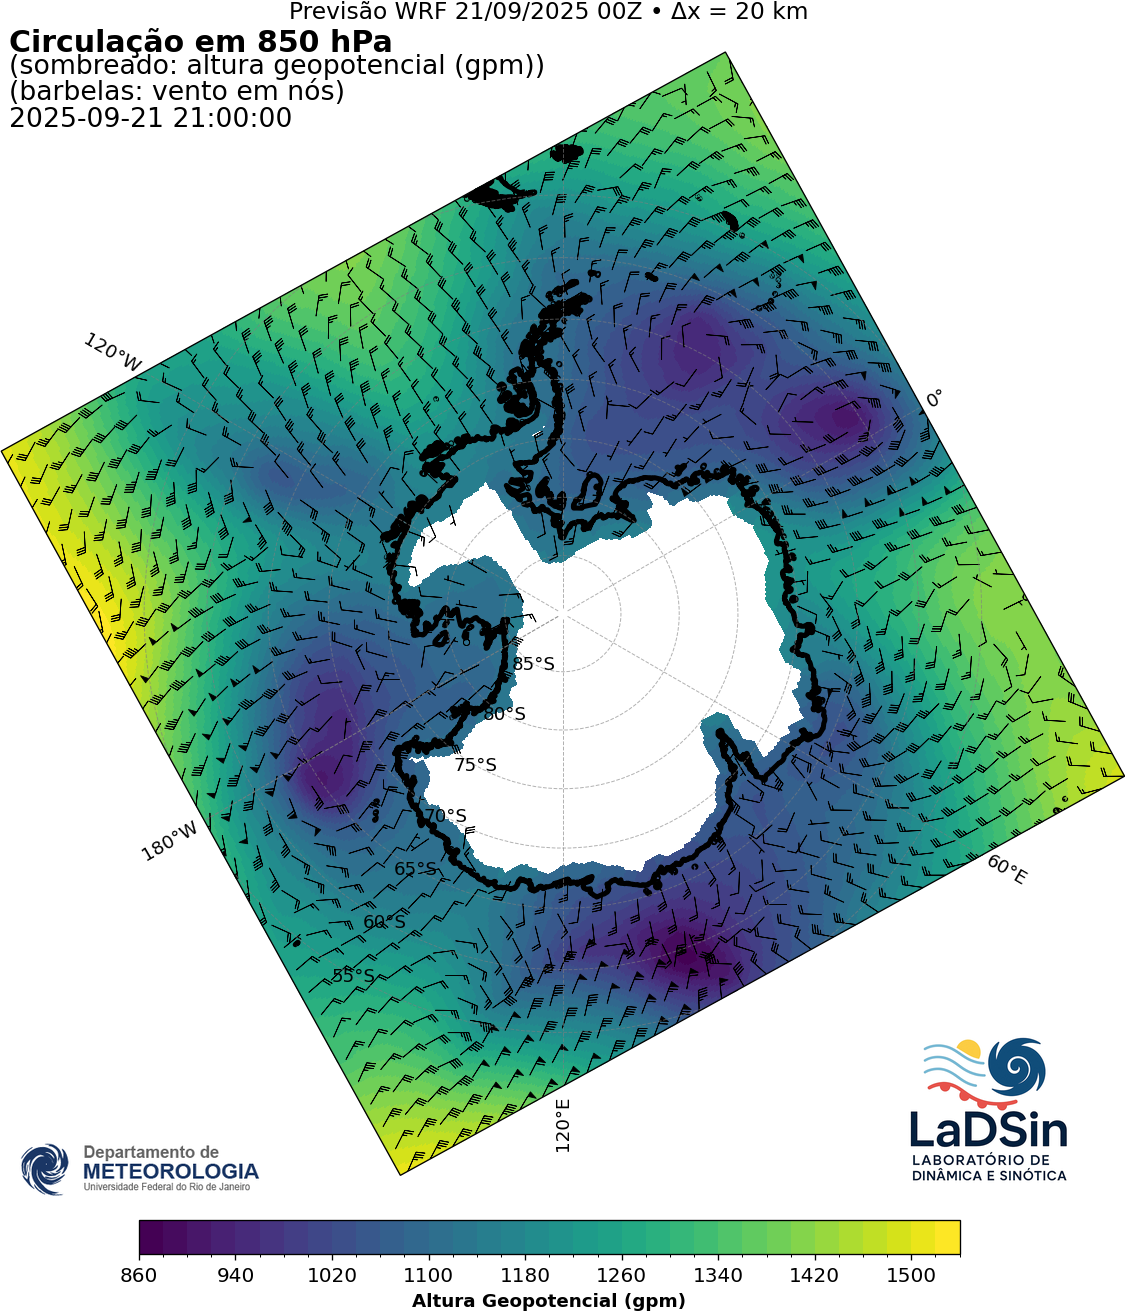 Previsão WRF 21/09/2025 00Z • Δx = 20 km
Circulação em 850 hPa
(sombreado: altura geopotencial (gpm))
(barbelas: vento em nós)
2025-09-21 21:00:00
120°W
0°
85°S
80°S
75°S
70°S
65°S
180°W
60°E
60°S
55°S
120°E
LaDSin
LABORATÓRIO DE
DINÂMICA E SINÓTICA
Departamento de
METEOROLOGIA
Universidade Federal do Rio de Janeiro
860 940 1020 1100 1180 1260 1340 1420 1500
Altura Geopotencial (gpm)